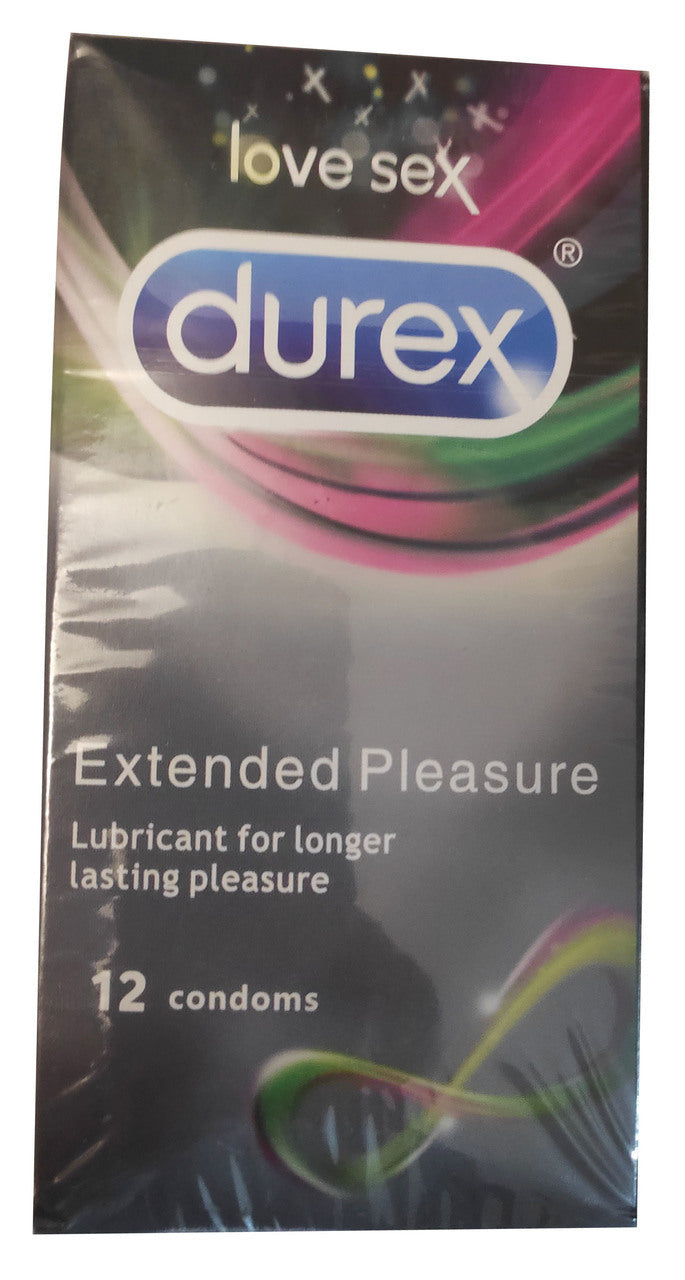 love sex
durex®
Extended Pleasure
Lubricant for longer
lasting pleasure
12 condoms